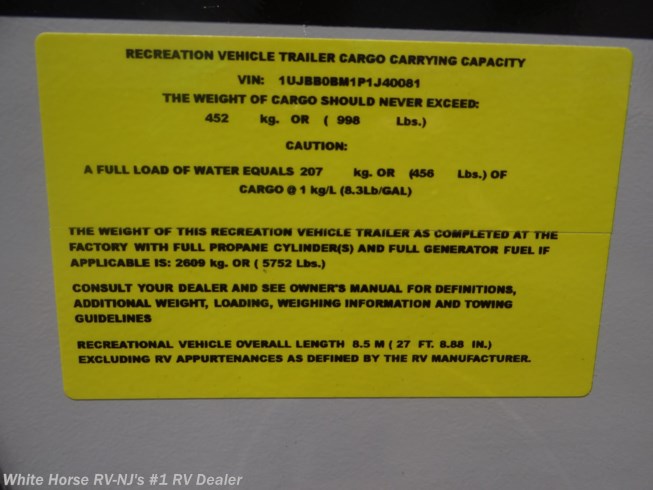 RECREATION VEHICLE TRAILER CARGO CARRYING CAPACITY
VIN: 1UJBB0BM1P1J40081
THE WEIGHT OF CARGO SHOULD NEVER EXCEED:
452 kg. OR ( 998 Lbs.)
CAUTION:
A FULL LOAD OF WATER EQUALS 207 kg. OR (456 Lbs.) OF
CARGO @ 1 kg/L (8.3Lb/GAL)
THE WEIGHT OF THIS RECREATION VEHICLE TRAILER AS COMPLETED AT THE
FACTORY WITH FULL PROPANE CYLINDER(S) AND FULL GENERATOR FUEL IF
APPLICABLE IS: 2609 kg. OR ( 5752 Lbs.)
CONSULT YOUR DEALER AND SEE OWNER'S MANUAL FOR DEFINITIONS,
ADDITIONAL WEIGHT, LOADING, WEIGHING INFORMATION AND TOWING
GUIDELINES
RECREATIONAL VEHICLE OVERALL LENGTH 8.5 M ( 27 FT. 8.88 IN.)
EXCLUDING RV APPURTENANCES AS DEFINED BY THE RV MANUFACTURER.
White Horse RV-NJ's #1 RV Dealer